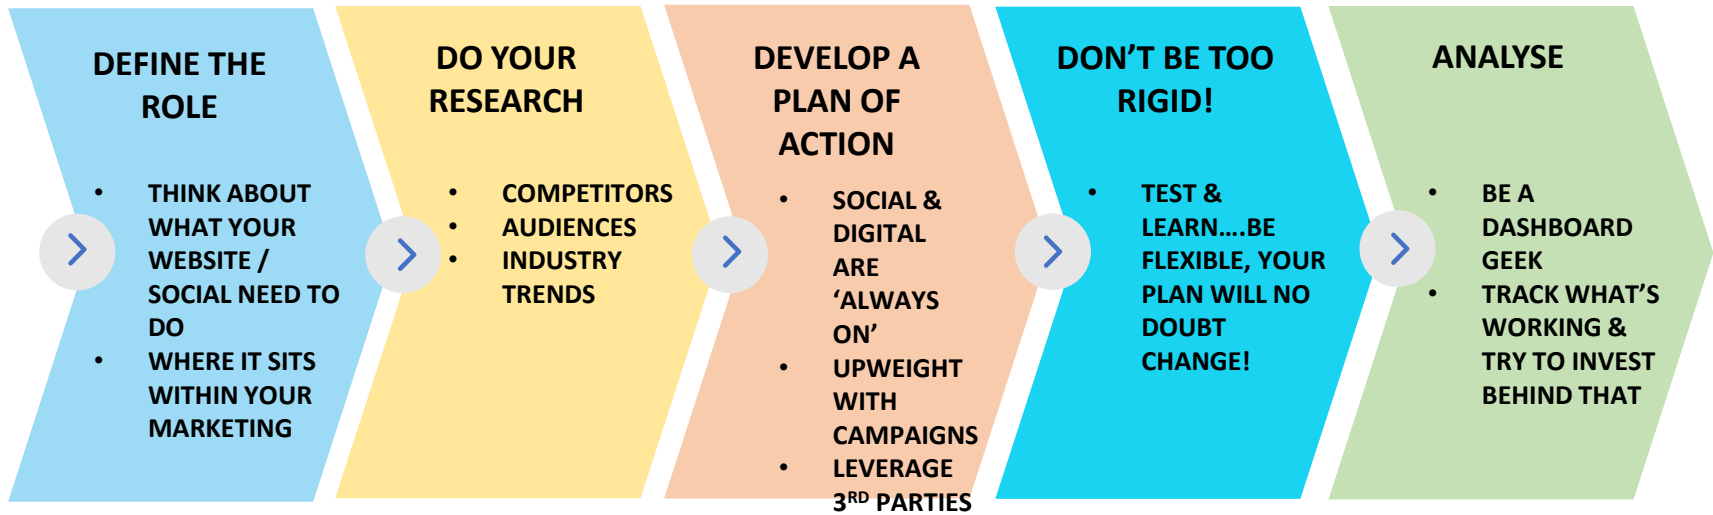 DEFINE THE
ROLE
• THINK ABOUT
WHAT YOUR
WEBSITE /
SOCIAL NEED TO
DO
• WHERE IT SITS
WITHIN YOUR
MARKETING
DO YOUR
RESEARCH
• COMPETITORS
• AUDIENCES
• INDUSTRY
TRENDS
DEVELOP A
PLAN OF
ACTION
• SOCIAL &
DIGITAL
ARE
‘ALWAYS
ON’
• UPWEIGHT
WITH
CAMPAIGNS
• LEVERAGE
3RD PARTIES
DON’T BE TOO
RIGID!
• TEST &
LEARN….BE
FLEXIBLE, YOUR
PLAN WILL NO
DOUBT
CHANGE!
ANALYSE
• BE A
DASHBOARD
GEEK
• TRACK WHAT’S
WORKING &
TRY TO INVEST
BEHIND THAT